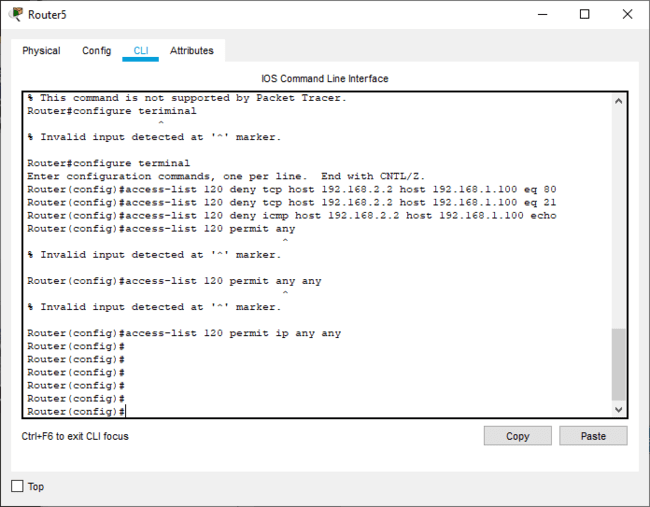 Router5
Physical Config CLI Attributes
IOS Command Line Interface
% This command is not supported by Packet Tracer.
Router#configure teriminal
^
% Invalid input detected at '^' marker.
Router#configure terminal
Enter configuration commands, one per line. End with CNTL/Z.
Router(config)#access-list 120 deny tcp host 192.168.2.2 host 192.168.1.100 eq 80
Router(config)#access-list 120 deny tcp host 192.168.2.2 host 192.168.1.100 eq 21
Router(config)#access-list 120 deny icmp host 192.168.2.2 host 192.168.1.100 echo
Router(config)#access-list 120 permit any
^
% Invalid input detected at '^' marker.
Router(config)#access-list 120 permit any any
^
% Invalid input detected at '^' marker.
Router(config)#access-list 120 permit ip any any
Router(config)#
Router(config)#
Router(config)#
Router(config)#
Router(config)#
Router(config)#
Ctrl+F6 to exit CLI focus
Copy Paste
Top